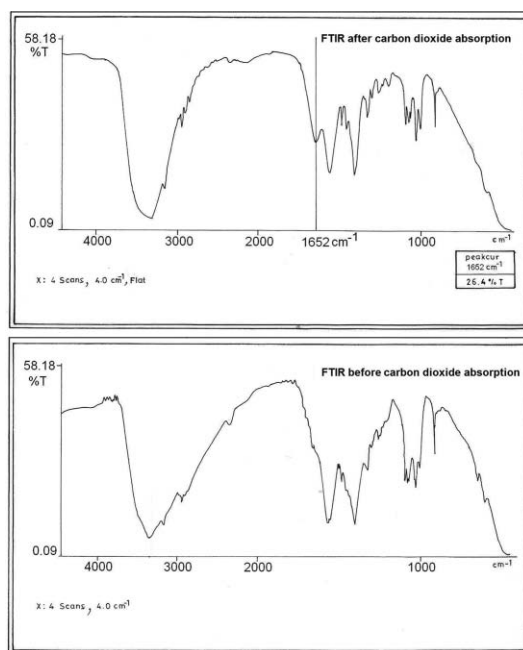 58.18
%T
FTIR after carbon dioxide absorption
0.09
4000 3000 2000 1652 cm-1 1000 cm-1
peakcur
1652 cm-1
26.4 % T
X: 4 Scans, 4.0 cm-1, Flat
58.18
%T
FTIR before carbon dioxide absorption
0.09
4000 3000 2000 1000 cm-1
X: 4 Scans, 4.0 cm-1